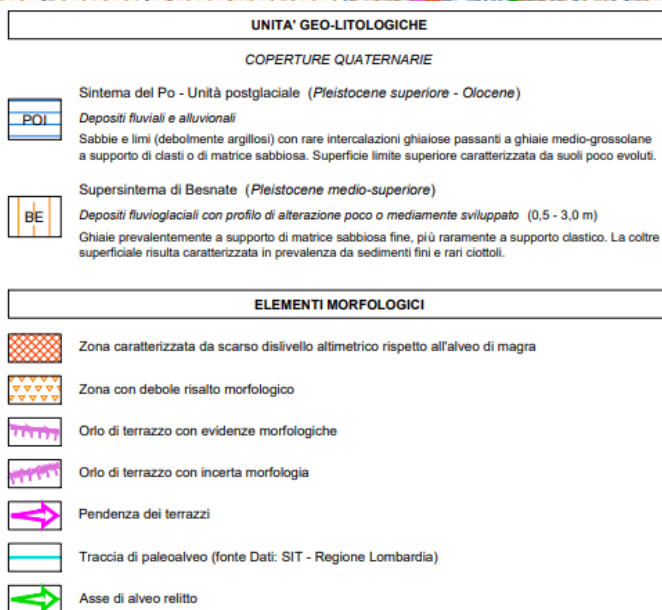 UNITA' GEO-LITOLOGICHE
COPERTURE QUATERNARIE
Sintema del Po - Unità postglaciale (Pleistocene superiore - Olocene)
POI
Depositi fluviali e alluvionali
Sabbie e limi (debolmente argillosi) con rare intercalazioni ghiaiose passanti a ghiaie medio-grossolane
a supporto di clasti o di matrice sabbiosa. Superficie limite superiore caratterizzata da suoli poco evoluti.
Supersintema di Besnate (Pleistocene medio-superiore)
BE
Depositi fluvioglaciali con profilo di alterazione poco o mediamente sviluppato (0,5 - 3,0 m)
Ghiaie prevalentemente a supporto di matrice sabbiosa fine, più raramente a supporto clastico. La coltre
superficiale risulta caratterizzata in prevalenza da sedimenti fini e rari ciottoli.
ELEMENTI MORFOLOGICI
Zona caratterizzata da scarso dislivello altimetrico rispetto all'alveo di magra
Zona con debole risalto morfologico
Orlo di terrazzo con evidenze morfologiche
Orlo di terrazzo con incerta morfologia
Pendenza dei terrazzi
Traccia di paleoalveo (fonte Dati: SIT - Regione Lombardia)
Asse di alveo relitto